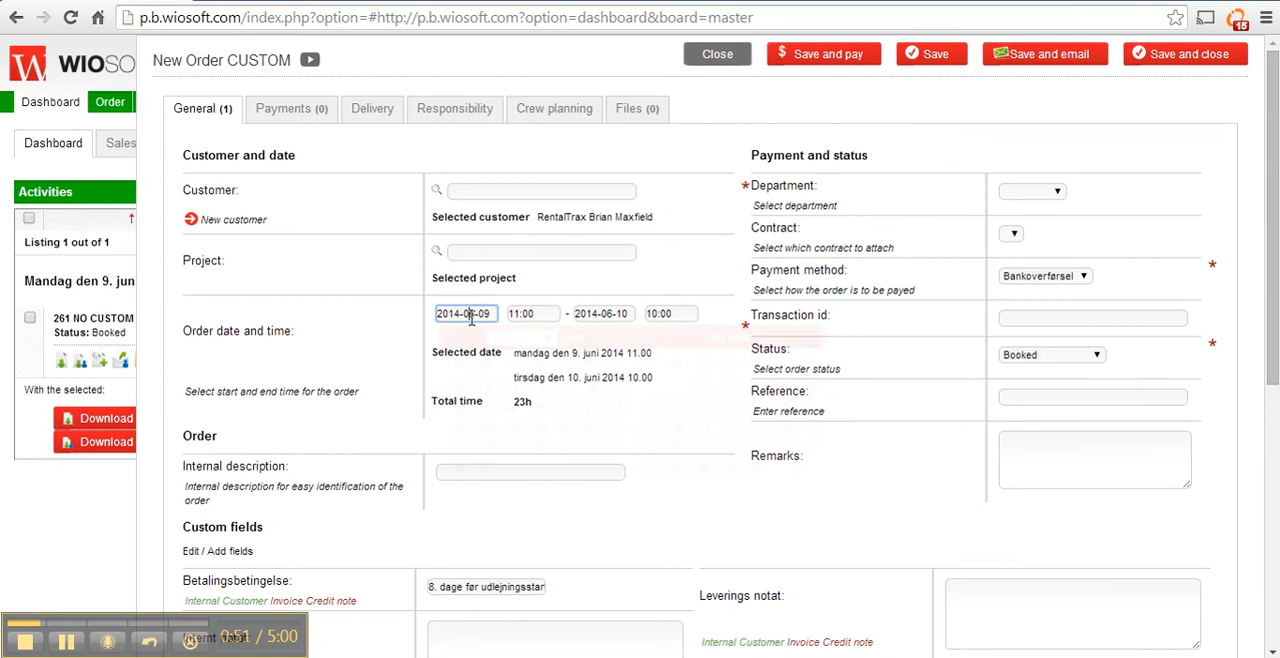 p.b.wiosoft.com/index.php?option=#http://p.b.wiosoft.com?option=dashboard&board=master
15
W WIOSO
New Order CUSTOM
Close
$ Save and pay
Save
Save and email
Save and close
Dashboard Order
General (1) Payments (0) Delivery Responsibility Crew planning Files (0)
Dashboard Sales
Activities
Listing 1 out of 1
Mandag den 9. jun
261 NO CUSTOM
Status: Booked
With the selected:
Download
Download
Customer and date
Customer:
New customer
Selected customer RentalTrax Brian Maxfield
Project:
Selected project
Order date and time:
2014-06-09 11:00 - 2014-06-10 10:00
Selected date mandag den 9. juni 2014 11.00
tirsdag den 10. juni 2014 10.00
Select start and end time for the order
Total time 23h
Order
Internal description:
Internal description for easy identification of the
order
Custom fields
Edit / Add fields
Betalingsbetingelse:
8. dage før udlejningsstar
Internal Customer Invoice Credit note
Payment and status
* Department:
Select department
Contract:
Select which contract to attach
Payment method: Bankoverførsel *
Select how the order is to be payed
Transaction id:
*
Status: Booked *
Select order status
Reference:
Enter reference
Remarks:
Leverings notat:
Internal Customer Invoice Credit note
0:51 / 5:00